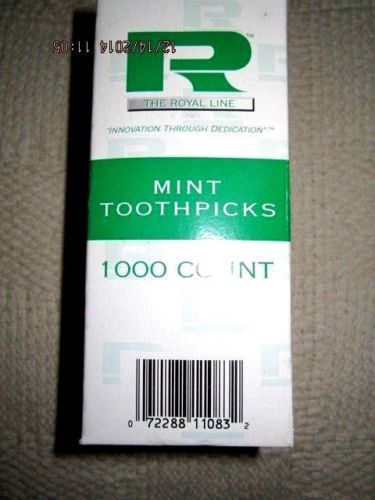 12/14/2014 11:05
R™
THE ROYAL LINE
"INNOVATION THROUGH DEDICATION"™
MINT
TOOTHPICKS
1000 COUNT
0 72288 11083 2